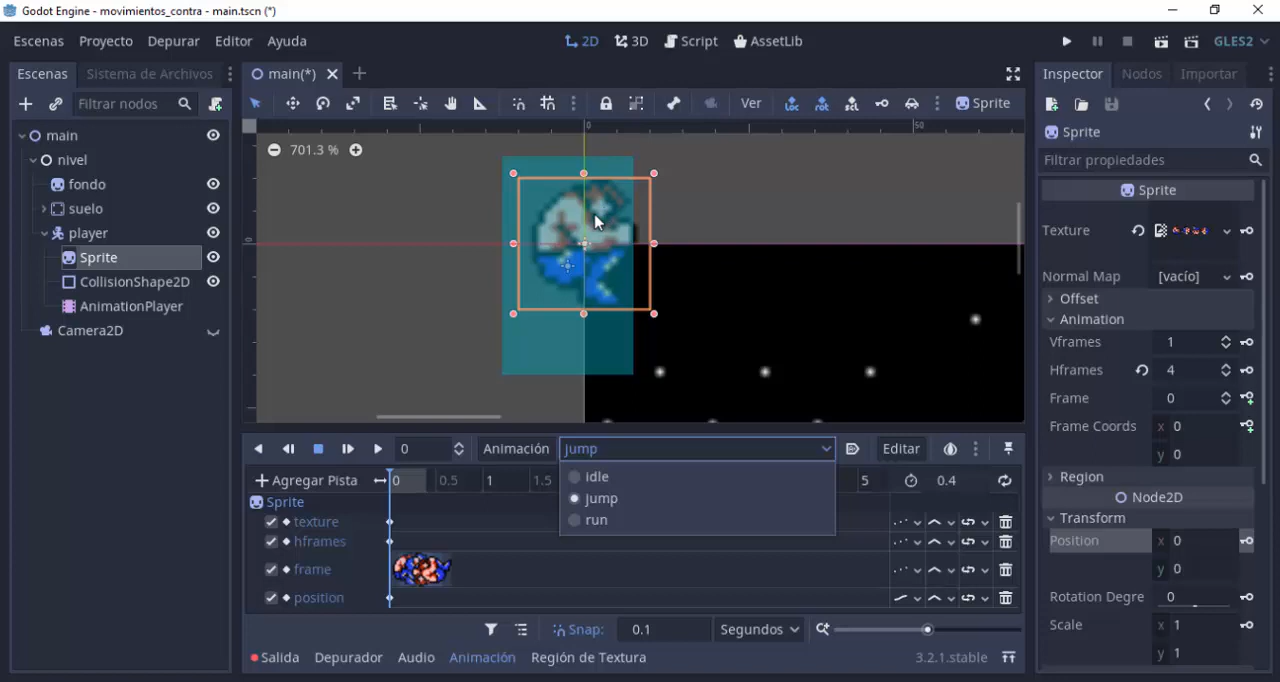 Godot Engine - movimientos_contra - main.tscn (*)
Escenas Proyecto Depurar Editor Ayuda 2D 3D Script AssetLib GLES2
Escenas Sistema de Archivos main(*) Inspector Nodos Importar
Filtrar nodos Ver Sprite
main
nivel
fondo
suelo
player
Sprite
CollisionShape2D
AnimationPlayer
Camera2D
0 50
701.3 %
0
Sprite
Filtrar propiedades
Sprite
Texture
Normal Map [vacío]
Offset
Animation
Vframes 1
Hframes 4
Frame 0
Frame Coords x 0
y 0
Region
Node2D
Transform
Position x 0
y 0
Rotation Degre 0
Scale x 1
y 1
0 Animación Jump Editar
idle
Jump
run
Agregar Pista 0 0.5 1 1.5 5 0.4
Sprite
texture
hframes
frame
position
Snap: 0.1 Segundos
Salida Depurador Audio Animación Región de Textura 3.2.1.stable